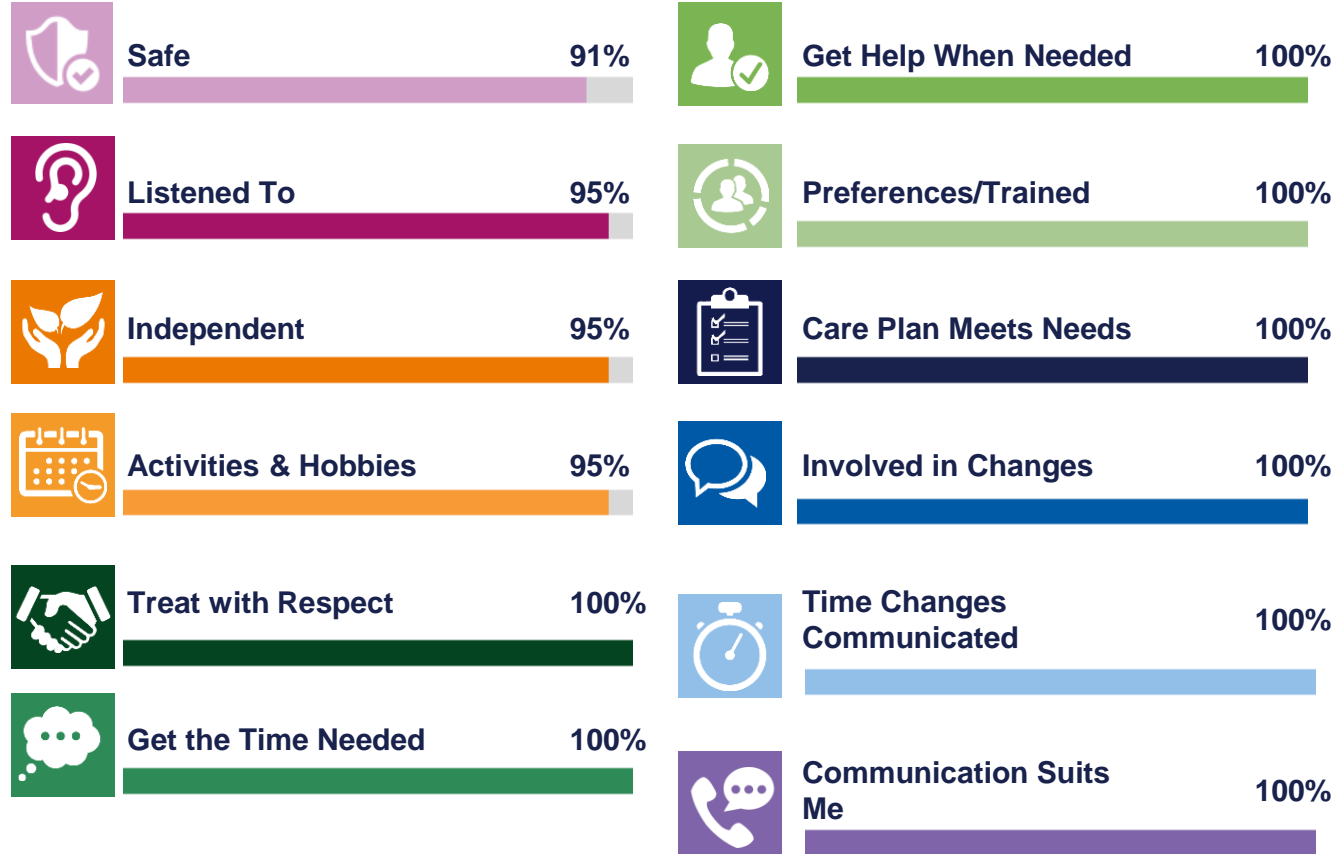 Safe 91%
Listened To 95%
Independent 95%
Activities & Hobbies 95%
Treat with Respect 100%
Get the Time Needed 100%
Get Help When Needed 100%
Preferences/Trained 100%
Care Plan Meets Needs 100%
Involved in Changes 100%
Time Changes
Communicated 100%
Communication Suits
Me 100%